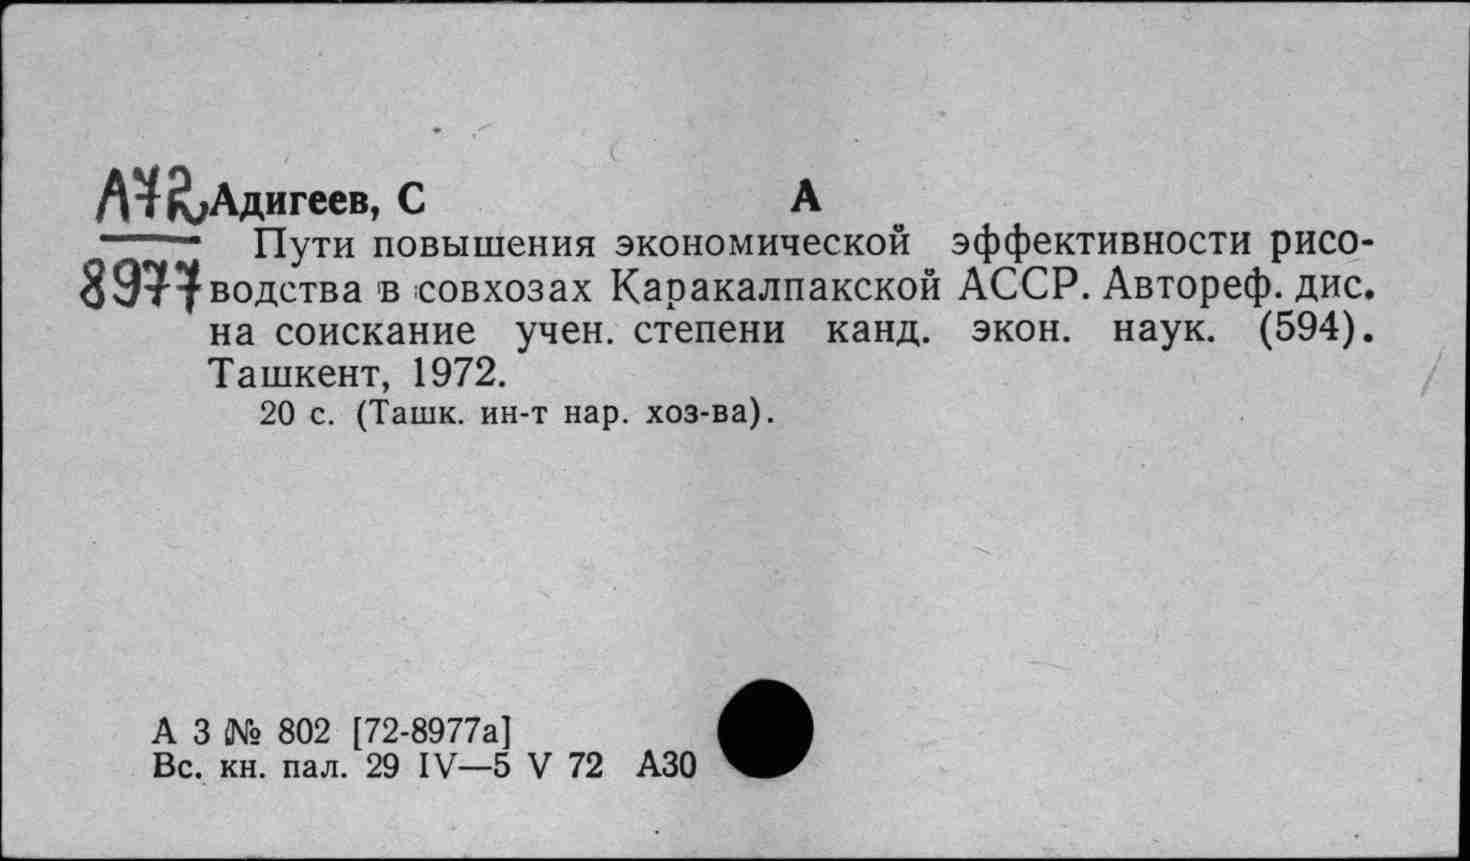 А72 Адигеев, С А
Пути повышения экономической эффективности рисо-
8977 водства в совхозах Каракалпакской АССР. Автореф. дис.
на соискание учен. степени канд. экон. наук. (594).
Ташкент, 1972.
20 с. (Ташк. ин-т нар. хоз-ва).
А 3 № 802 [72-8977а]
Вс. кн. пал. 29 IV—5 V 72 А30